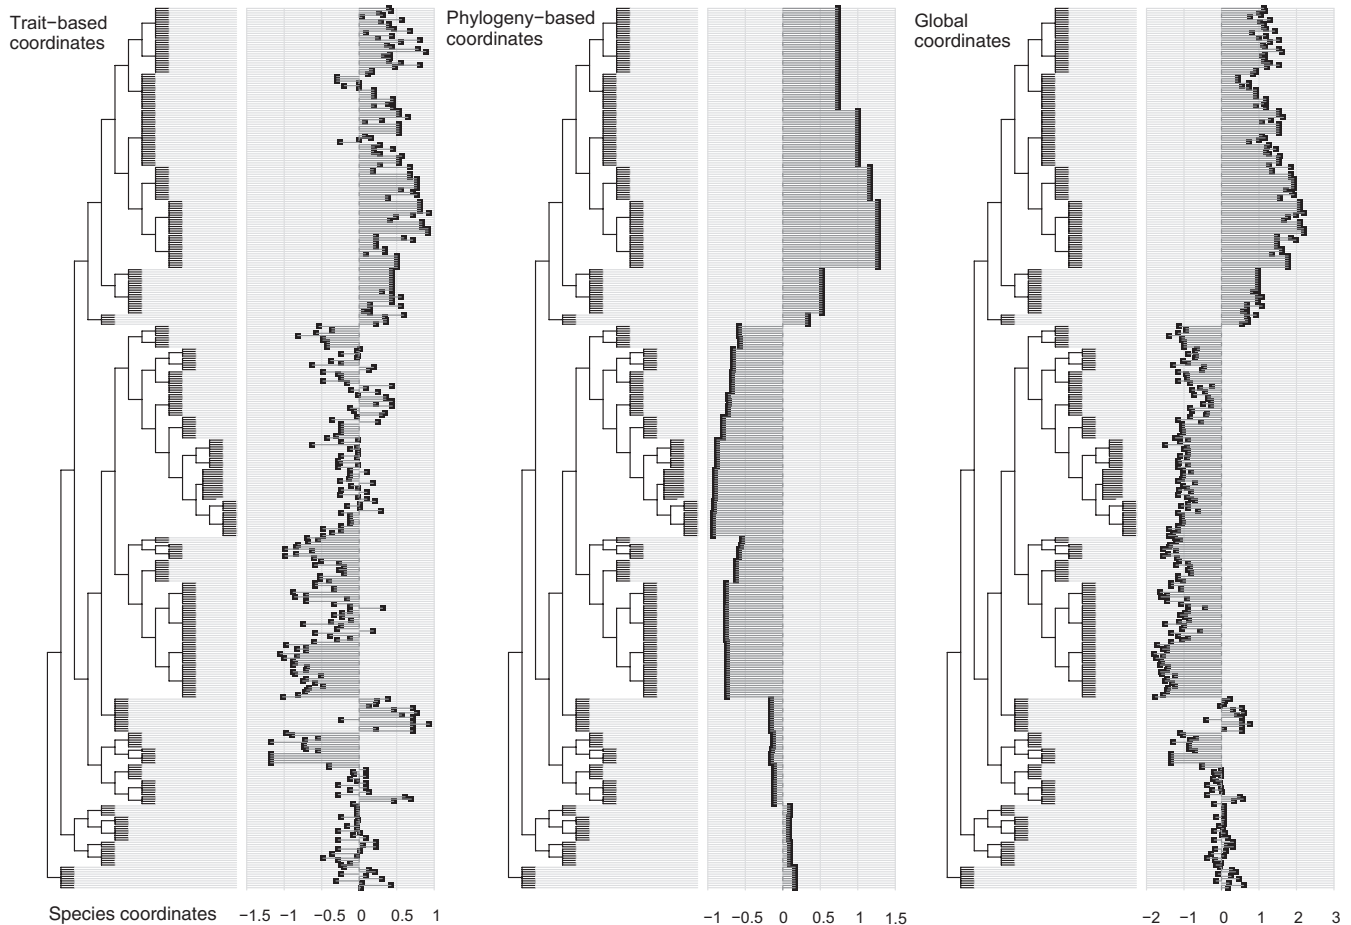 Trait−based
coordinates
Phylogeny−based
coordinates
Global
coordinates
Species coordinates
−1.5 −1 −0.5 0 0.5 1
−1 −0.5 0 0.5 1 1.5
−2 −1 0 1 2 3